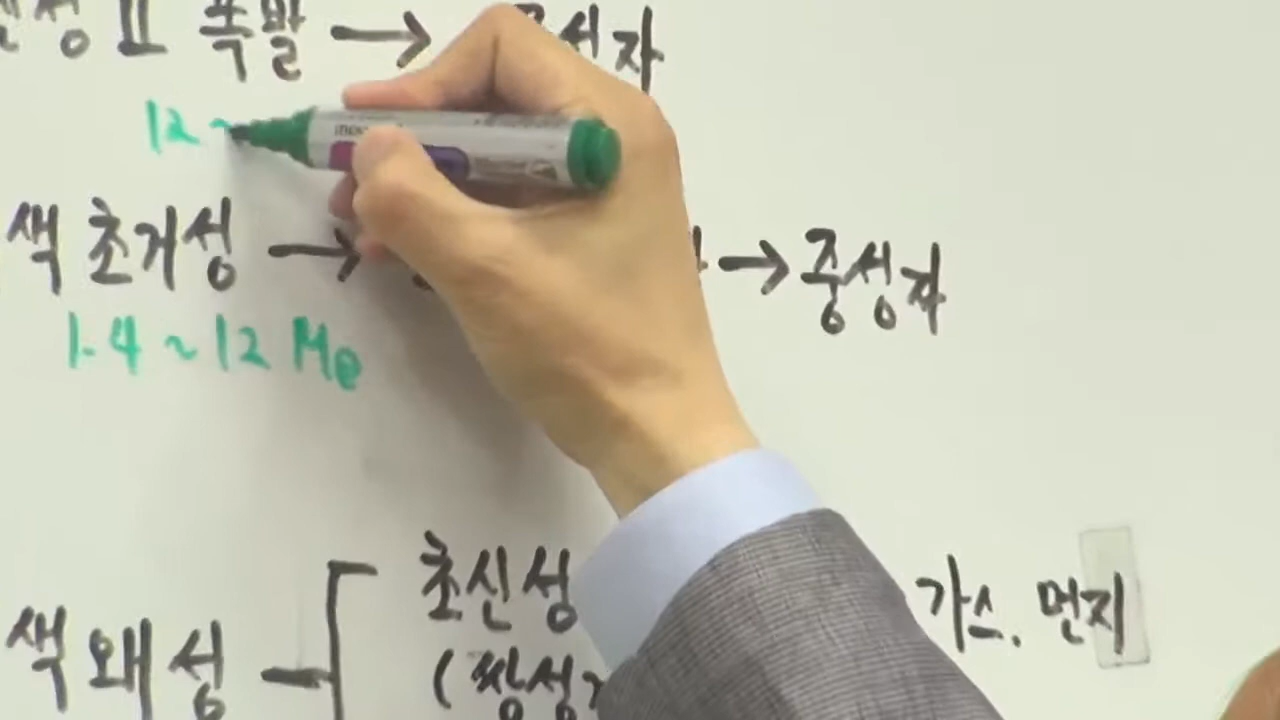 신성 II 폭발 → 중성자
12 ~
색 초거성 → → 중성자
1.4 ~ 12 M⊙
초신성 가스. 먼지
색 왜성 —
(쌍성